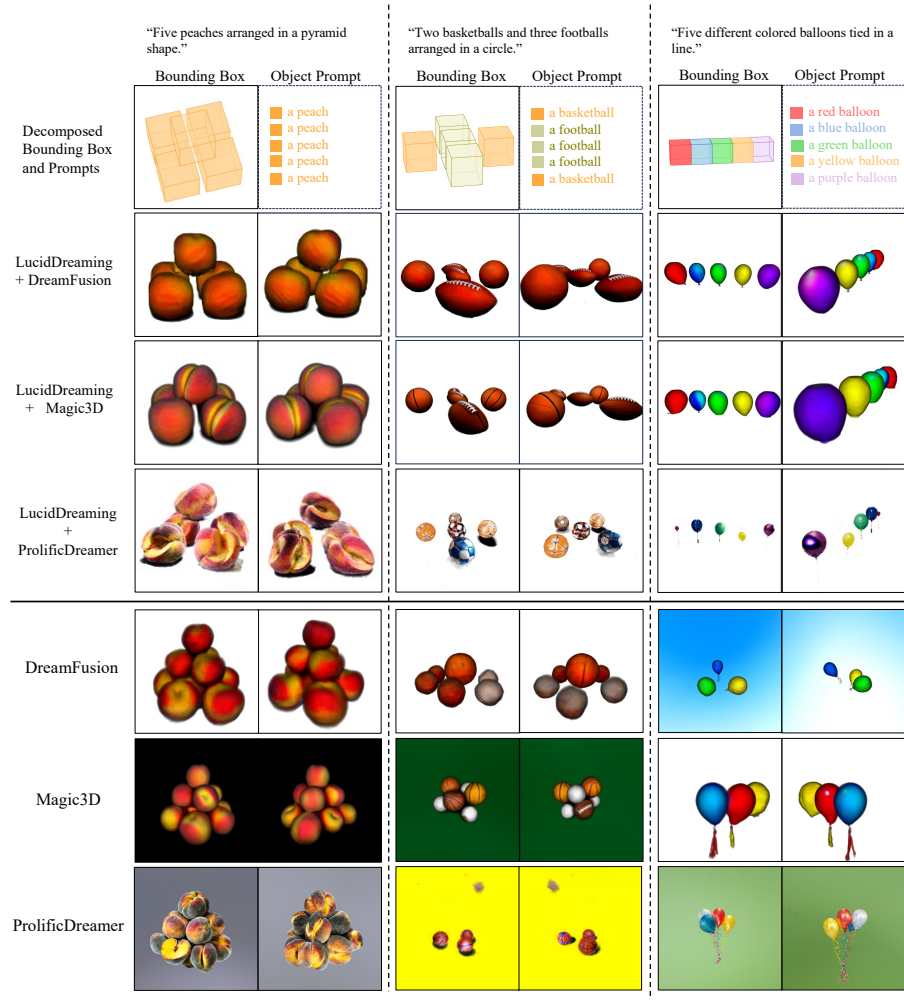 “Five peaches arranged in a pyramid
shape.”
“Two basketballs and three footballs
arranged in a circle.”
“Five different colored balloons tied in a
line.”
Bounding Box
Object Prompt
Bounding Box
Object Prompt
Bounding Box
Object Prompt
Decomposed
Bounding Box
and Prompts
a peach
a peach
a peach
a peach
a peach
a basketball
a football
a football
a football
a basketball
a red balloon
a blue balloon
a green balloon
a yellow balloon
a purple balloon
LucidDreaming
+ DreamFusion
LucidDreaming
+ Magic3D
LucidDreaming
+
ProlificDreamer
DreamFusion
Magic3D
ProlificDreamer